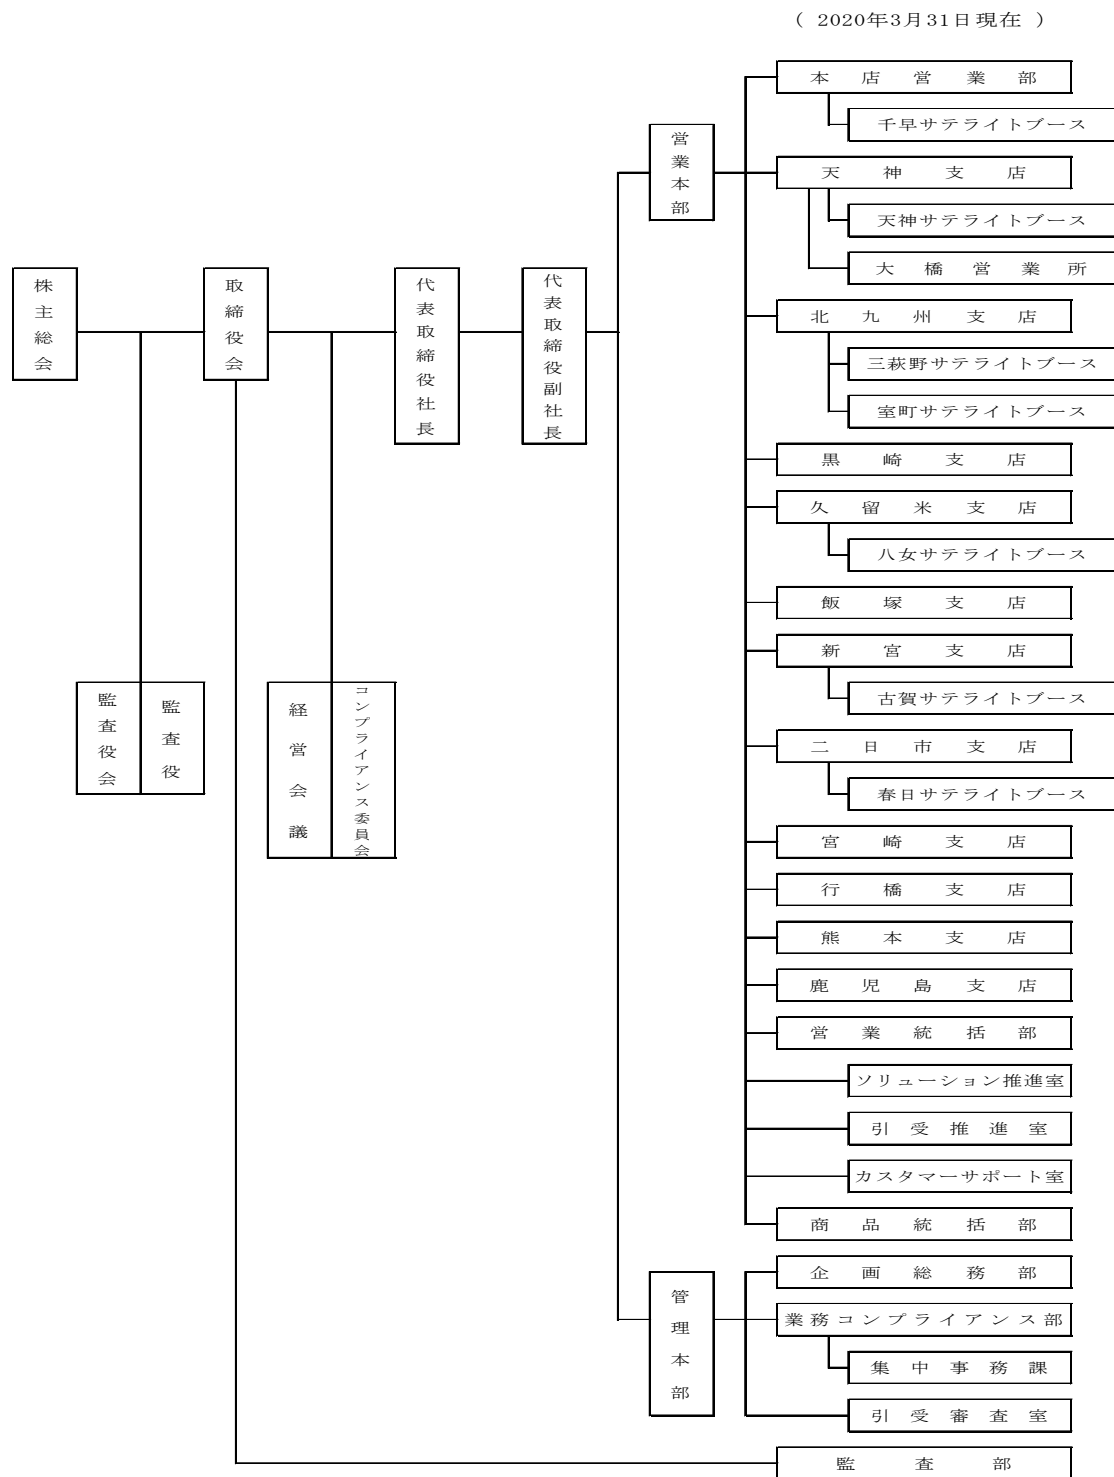 ( 2020年3月31日現在 )
株主総会
監査役会
監査役
取締役会
経営会議
コンプライアンス委員会
代表取締役社長
代表取締役副社長
営業本部
本店営業部
千早サテライトブース
天神支店
天神サテライトブース
大橋営業所
北九州支店
三萩野サテライトブース
室町サテライトブース
黒崎支店
久留米支店
八女サテライトブース
飯塚支店
新宮支店
古賀サテライトブース
二日市支店
春日サテライトブース
宮崎支店
行橋支店
熊本支店
鹿児島支店
営業統括部
ソリューション推進室
引受推進室
カスタマーサポート室
商品統括部
管理本部
企画総務部
業務コンプライアンス部
集中事務課
引受審査室
監査部